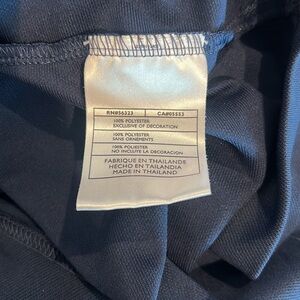 RN#56323 CA#05553
100% POLYESTER
EXCLUSIVE OF DECORATION
100% POLYESTER
SANS ORNEMENTS
100% POLYESTER
NO INCLUYE LA DECORACION
FABRIQUE EN THAILANDE
HECHO EN TAILANDIA
MADE IN THAILAND